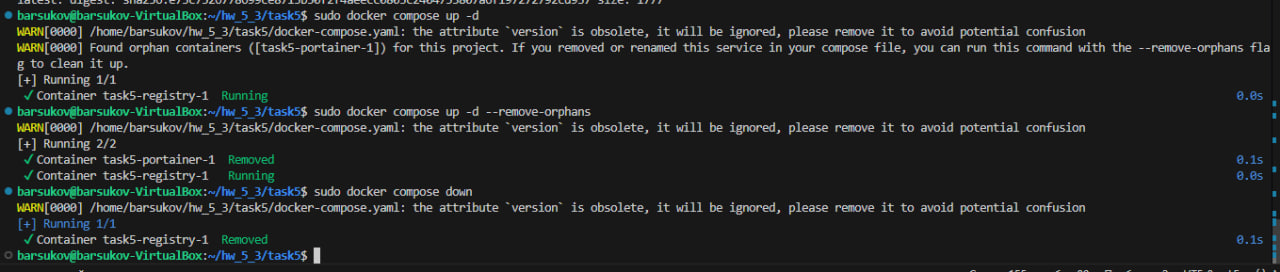 barsukov@barsukov-VirtualBox:~/hw_5_3/task5$ sudo docker compose up -d
WARN[0000] /home/barsukov/hw_5_3/task5/docker-compose.yaml: the attribute `version` is obsolete, it will be ignored, please remove it to avoid potential confusion
WARN[0000] Found orphan containers ([task5-portainer-1]) for this project. If you removed or renamed this service in your compose file, you can run this command with the --remove-orphans fla
g to clean it up.
[+] Running 1/1
✓ Container task5-registry-1 Running 0.0s
barsukov@barsukov-VirtualBox:~/hw_5_3/task5$ sudo docker compose up -d --remove-orphans
WARN[0000] /home/barsukov/hw_5_3/task5/docker-compose.yaml: the attribute `version` is obsolete, it will be ignored, please remove it to avoid potential confusion
[+] Running 2/2
✓ Container task5-portainer-1 Removed 0.1s
✓ Container task5-registry-1 Running 0.0s
barsukov@barsukov-VirtualBox:~/hw_5_3/task5$ sudo docker compose down
WARN[0000] /home/barsukov/hw_5_3/task5/docker-compose.yaml: the attribute `version` is obsolete, it will be ignored, please remove it to avoid potential confusion
[+] Running 1/1
✓ Container task5-registry-1 Removed 0.1s
barsukov@barsukov-VirtualBox:~/hw_5_3/task5$